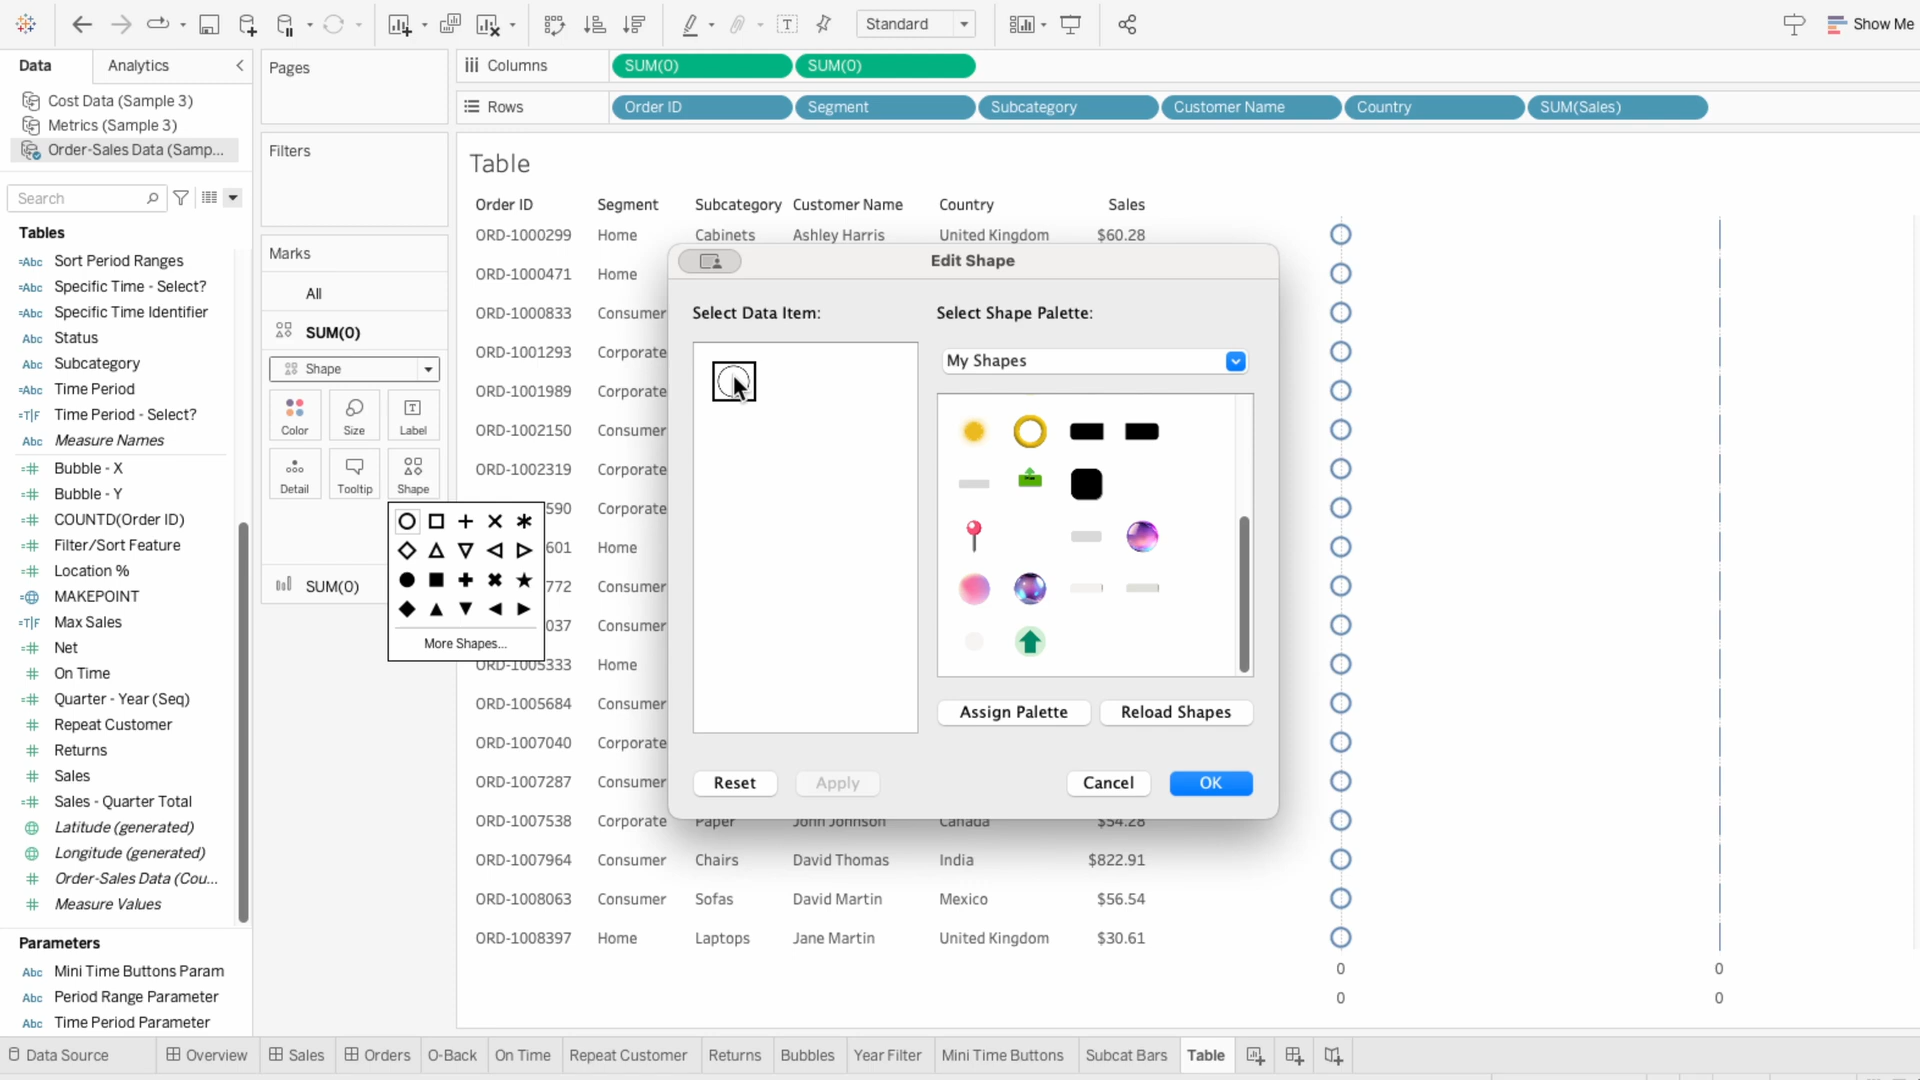 Standard
Show Me
Data
Analytics
Pages
Columns
SUM(0)
SUM(0)
Cost Data (Sample 3)
Metrics (Sample 3)
Order-Sales Data (Samp...
Rows
Order ID
Segment
Subcategory
Customer Name
Country
SUM(Sales)
Search
Filters
Tables
Sort Period Ranges
Specific Time - Select?
Specific Time Identifier
Status
Subcategory
Time Period
Time Period - Select?
Measure Names
Bubble - X
Bubble - Y
COUNTD(Order ID)
Filter/Sort Feature
Location %
MAKEPOINT
Max Sales
Net
On Time
Quarter - Year (Seq)
Repeat Customer
Returns
Sales
Sales - Quarter Total
Latitude (generated)
Longitude (generated)
Order-Sales Data (Cou...
Measure Values
Parameters
Mini Time Buttons Param
Period Range Parameter
Time Period Parameter
Marks
All
SUM(0)
Shape
Color
Size
Label
Detail
Tooltip
Shape
SUM(0)
More Shapes...
Table
Order ID Segment Subcategory Customer Name Country Sales
ORD-1000299 Home Cabinets Ashley Harris United Kingdom $60.28
ORD-1000471 Home
ORD-1000833 Consumer
ORD-1001293 Corporate
ORD-1001989 Corporate
ORD-1002150 Consumer
ORD-1002319 Corporate
590 Corporate
601 Home
772 Consumer
037 Consumer
ORD-1005333 Home
ORD-1005684 Consumer
ORD-1007040 Corporate
ORD-1007287 Consumer
ORD-1007538 Corporate Paper John Johnson Canada $54.28
ORD-1007964 Consumer Chairs David Thomas India $822.91
ORD-1008063 Consumer Sofas David Martin Mexico $56.54
ORD-1008397 Home Laptops Jane Martin United Kingdom $30.61
0 0
0 0
Edit Shape
Select Data Item:
Select Shape Palette:
My Shapes
Assign Palette
Reload Shapes
Reset
Apply
Cancel
OK
Data Source
Overview
Sales
Orders
O-Back
On Time
Repeat Customer
Returns
Bubbles
Year Filter
Mini Time Buttons
Subcat Bars
Table